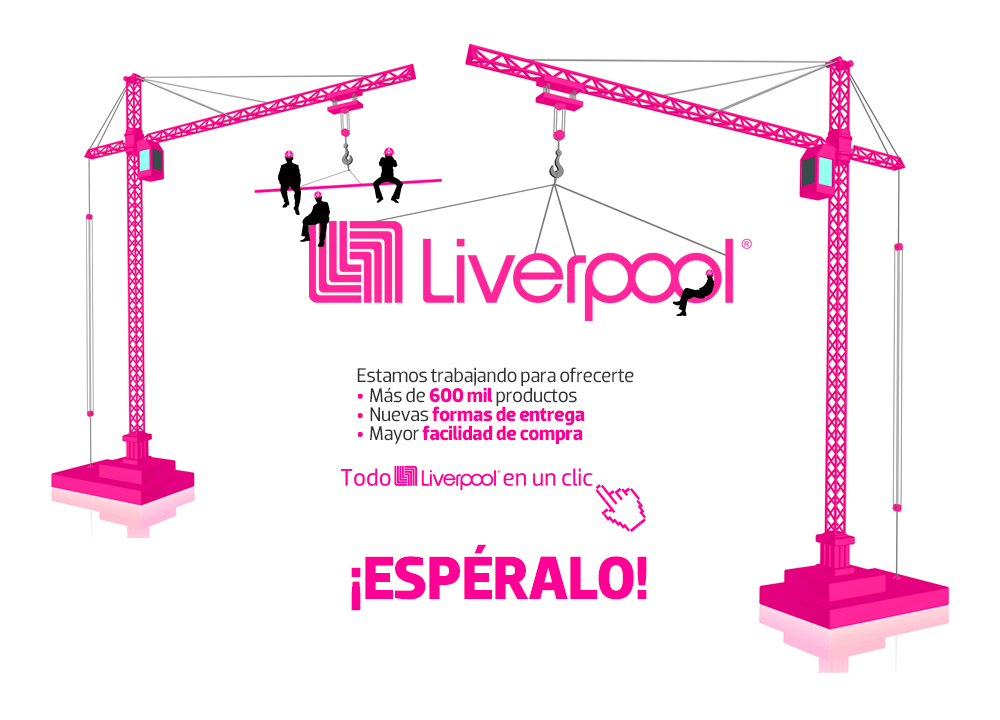 Liverpool®
Estamos trabajando para ofrecerte
• Más de 600 mil productos
• Nuevas formas de entrega
• Mayor facilidad de compra
Todo Liverpool® en un clic
¡ESPÉRALO!